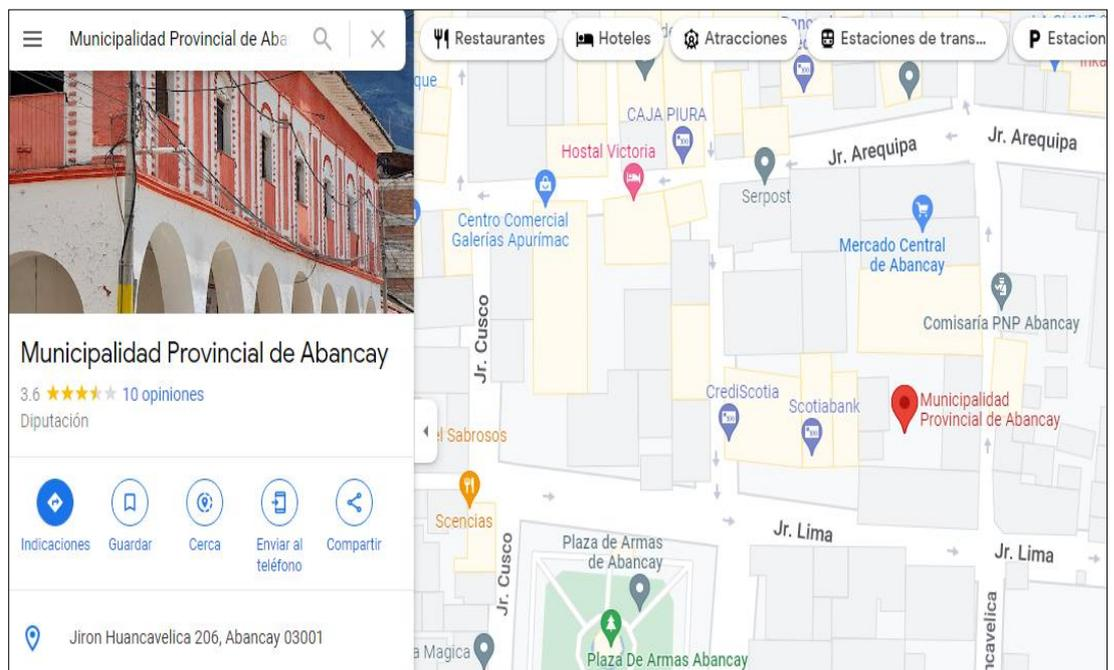 Municipalidad Provincial de Aba
Restaurantes
Hoteles
Atracciones
Estaciones de trans...
P Estacion
que
CAJA PIURA
Hostal Victoria
Jr. Arequipa
Jr. Arequipa
Serpost
Centro Comercial
Galerías Apurímac
Mercado Central
de Abancay
Comisaría PNP Abancay
Jr. Cusco
Municipalidad Provincial de Abancay
3.6
10 opiniones
Diputación
CrediScotia
Scotiabank
Municipalidad
Provincial de Abancay
el Sabrosos
Scencias
Jr. Lima
Jr. Lima
Indicaciones
Guardar
Cerca
Enviar al
teléfono
Compartir
Plaza de Armas
de Abancay
Jr. Cusco
ncavelica
Jiron Huancavelica 206, Abancay 03001
a Magica
Plaza De Armas Abancay